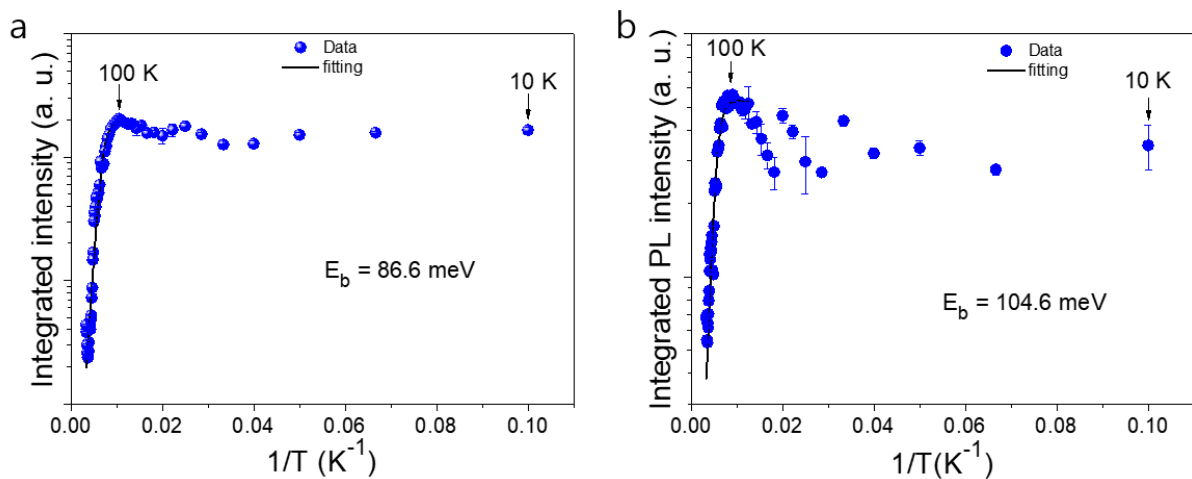 a
Integrated intensity (a. u.)
Data
fitting
100 K
10 K
E_b = 86.6 meV
0.00 0.02 0.04 0.06 0.08 0.10
1/T (K⁻¹)
b
Integrated PL intensity (a. u.)
Data
fitting
100 K
10 K
E_b = 104.6 meV
0.00 0.02 0.04 0.06 0.08 0.10
1/T(K⁻¹)